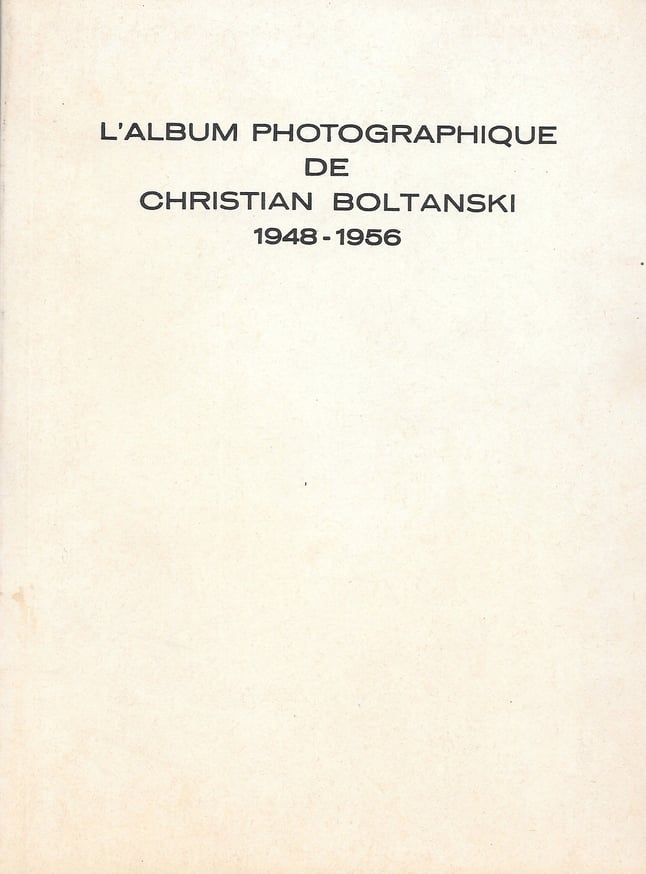 L'ALBUM PHOTOGRAPHIQUE
DE
CHRISTIAN BOLTANSKI
1948-1956